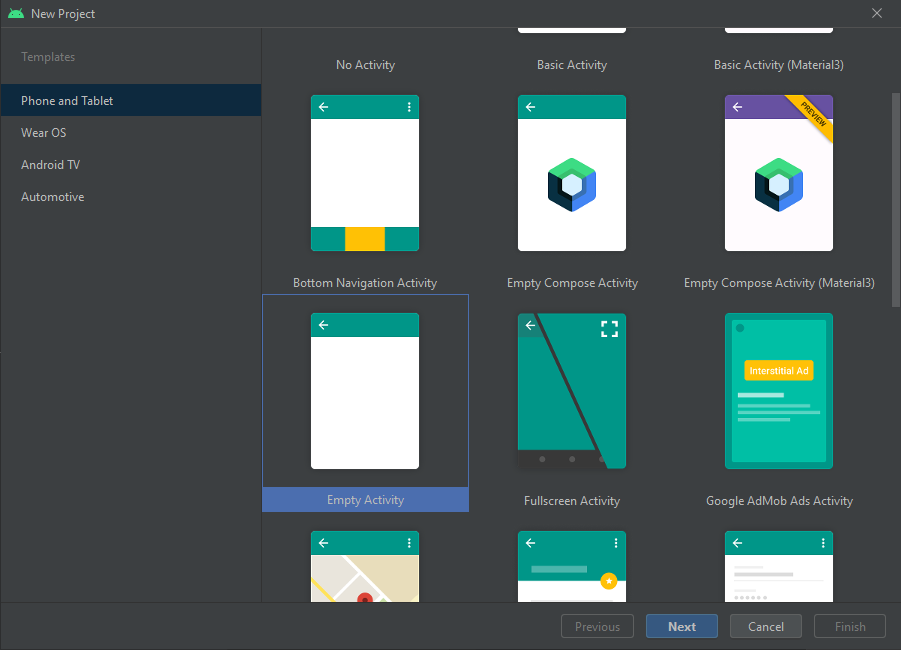 New Project
Templates
Phone and Tablet
Wear OS
Android TV
Automotive
No Activity
Basic Activity
Basic Activity (Material3)
PREVIEW
Bottom Navigation Activity
Empty Compose Activity
Empty Compose Activity (Material3)
Interstitial Ad
Empty Activity
Fullscreen Activity
Google AdMob Ads Activity
Previous
Next
Cancel
Finish